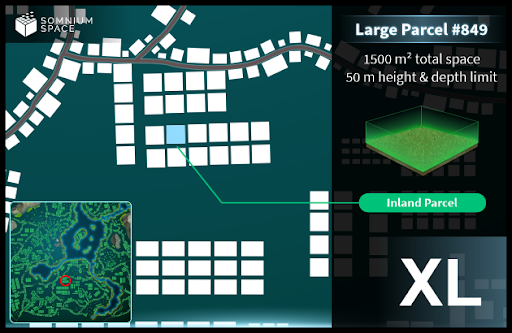 SOMNIUM
SPACE
Large Parcel #849
1500 m² total space
50 m height & depth limit
Inland Parcel
XL